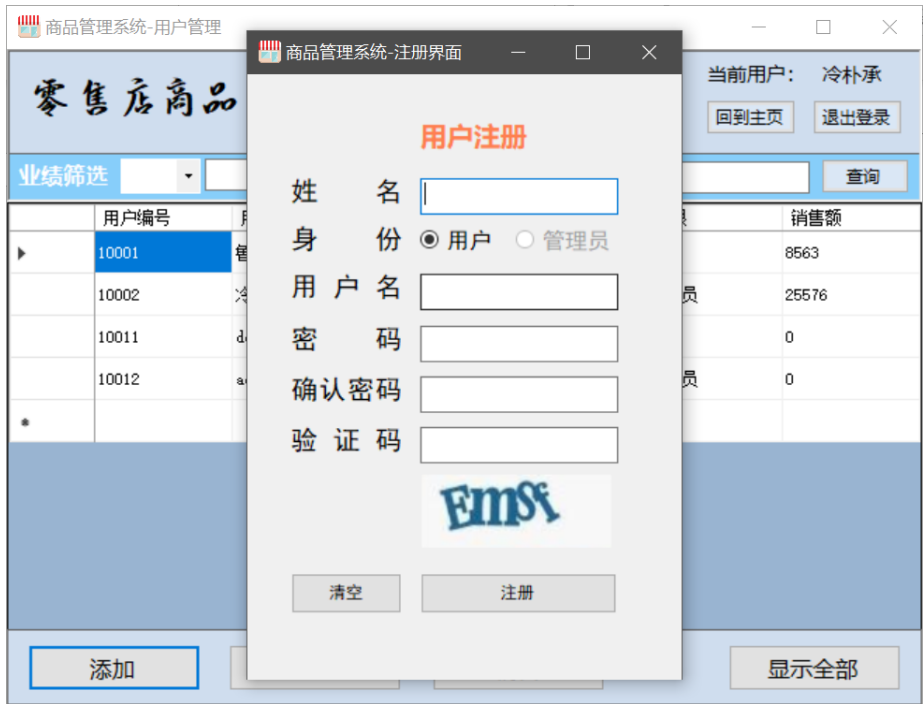 商品管理系统-用户管理
商品管理系统-注册界面
零售店商品
当前用户： 冷朴承
回到主页 退出登录
用户注册
业绩筛选
查询
姓 名
身 份 用户 管理员
用 户 名
密 码
确认密码
验 证 码
EmSf
清空 注册
用户编号 销售额
10001 8563
10002 冷 员 25576
10011 0
10012 员 0
添加 显示全部